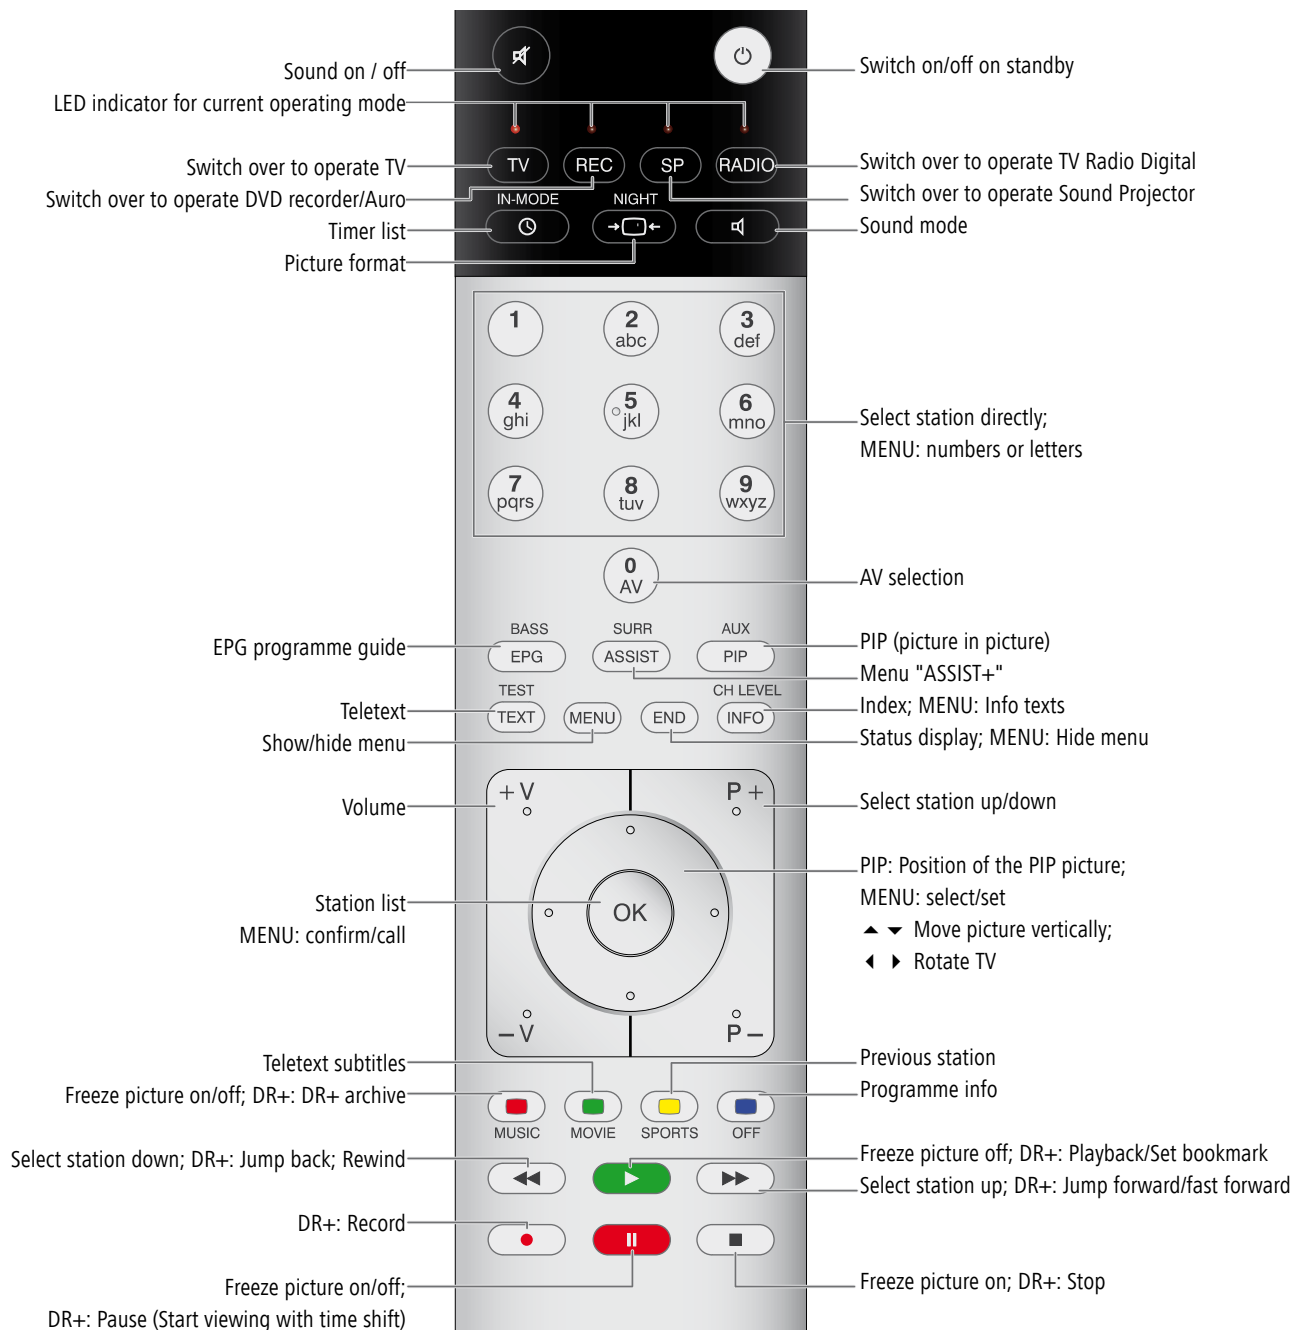 Sound on / off
Switch on/off on standby
LED indicator for current operating mode
TV
REC
SP
RADIO
Switch over to operate TV
Switch over to operate TV Radio Digital
Switch over to operate DVD recorder/Auro
Switch over to operate Sound Projector
IN-MODE
NIGHT
Timer list
Sound mode
Picture format
1
2
abc
3
def
4
ghi
5
jkl
6
mno
Select station directly;
MENU: numbers or letters
7
pqrs
8
tuv
9
wxyz
0
AV
AV selection
BASS
SURR
AUX
EPG programme guide
EPG
ASSIST
PIP
PIP (picture in picture)
Menu "ASSIST+"
TEST
CH LEVEL
Teletext
TEXT
MENU
END
INFO
Index; MENU: Info texts
Show/hide menu
Status display; MENU: Hide menu
+ V
P +
Volume
Select station up/down
PIP: Position of the PIP picture;
MENU: select/set
Move picture vertically;
Rotate TV
Station list
MENU: confirm/call
OK
– V
P –
Teletext subtitles
Previous station
Freeze picture on/off; DR+: DR+ archive
Programme info
MUSIC
MOVIE
SPORTS
OFF
Select station down; DR+: Jump back; Rewind
Freeze picture off; DR+: Playback/Set bookmark
Select station up; DR+: Jump forward/fast forward
DR+: Record
Freeze picture on/off;
DR+: Pause (Start viewing with time shift)
Freeze picture on; DR+: Stop